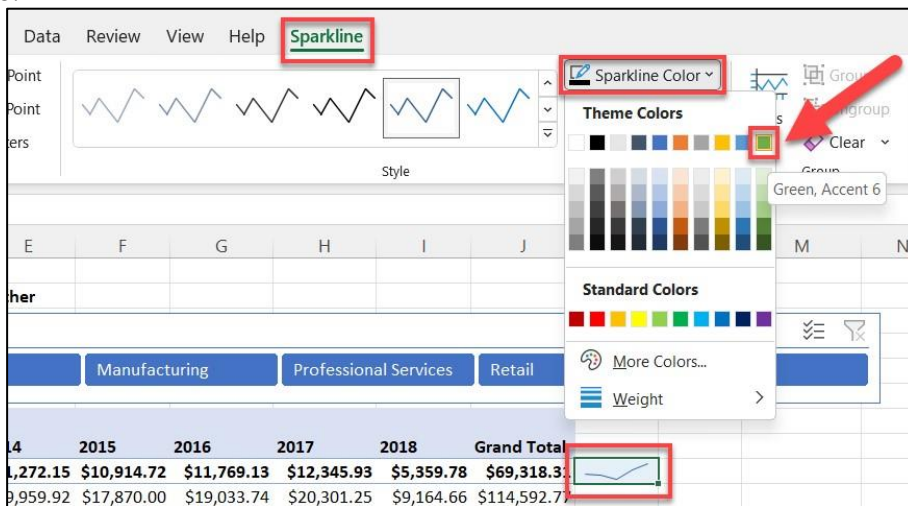 Data Review View Help Sparkline
Point
Point
Sparkline Color
Theme Colors
Clear
Style
Green, Accent 6
E F G H I J M N
Standard Colors
Manufacturing Professional Services Retail
More Colors...
Weight
2015 2016 2017 2018 Grand Total
$10,914.72 $11,769.13 $12,345.93 $5,359.78
$17,870.00 $19,033.74 $20,301.25 $9,164.66 $114,592.77